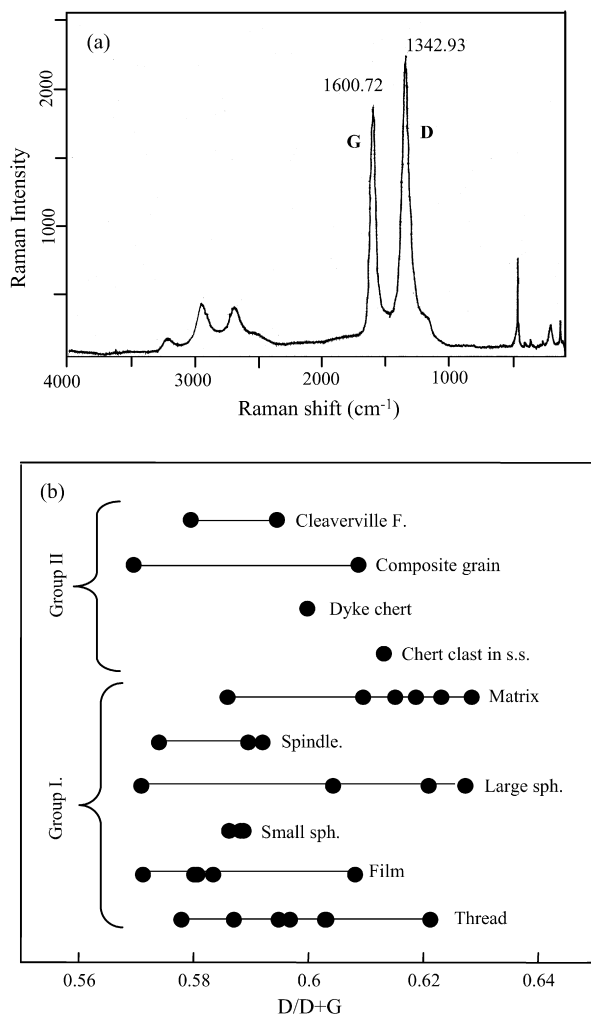 (a)
1342.93
1600.72
G
D
2000
1000
Raman Intensity
4000
3000
2000
1000
Raman shift (cm-1)
(b)
Group II
Cleaverville F.
Composite grain
Dyke chert
Chert clast in s.s.
Group I.
Matrix
Spindle.
Large sph.
Small sph.
Film
Thread
0.56
0.58
0.6
0.62
0.64
D/D+G